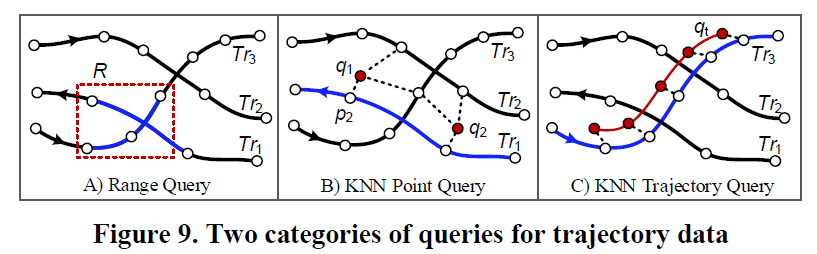 R
Tr3
Tr2
Tr1
A) Range Query
q1
p2
q2
Tr3
Tr2
Tr1
B) KNN Point Query
qt
Tr3
Tr2
Tr1
C) KNN Trajectory Query
Figure 9. Two categories of queries for trajectory data